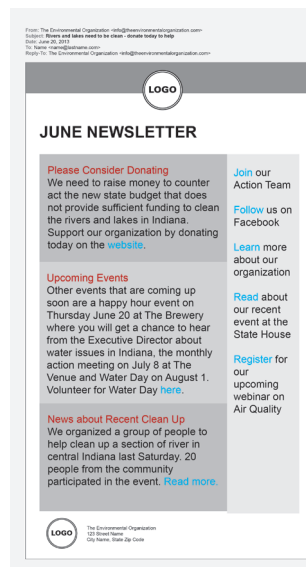 From: The Environmental Organization <info@theenvironmentalorganization.com>
Subject: Rivers and lakes need to be clean - donate today to help
Date: June 20, 2013
To: Name <name@lastname.com>
Reply-To: The Environmental Organization <info@theenvironmentalorganization.com>
LOGO
JUNE NEWSLETTER
Please Consider Donating
We need to raise money to counter
act the new state budget that does
not provide sufficient funding to clean
the rivers and lakes in Indiana.
Support our organization by donating
today on the website.
Upcoming Events
Other events that are coming up
soon are a happy hour event on
Thursday June 20 at The Brewery
where you will get a chance to hear
from the Executive Director about
water issues in Indiana, the monthly
action meeting on July 8 at The
Venue and Water Day on August 1.
Volunteer for Water Day here.
News about Recent Clean Up
We organized a group of people to
help clean up a section of river in
central Indiana last Saturday. 20
people from the community
participated in the event. Read more.
Join our
Action Team
Follow us on
Facebook
Learn more
about our
organization
Read about
our recent
event at the
State House
Register for
our
upcoming
webinar on
Air Quality
LOGO
The Environmental Organization
123 Street Name
City Name, State Zip Code